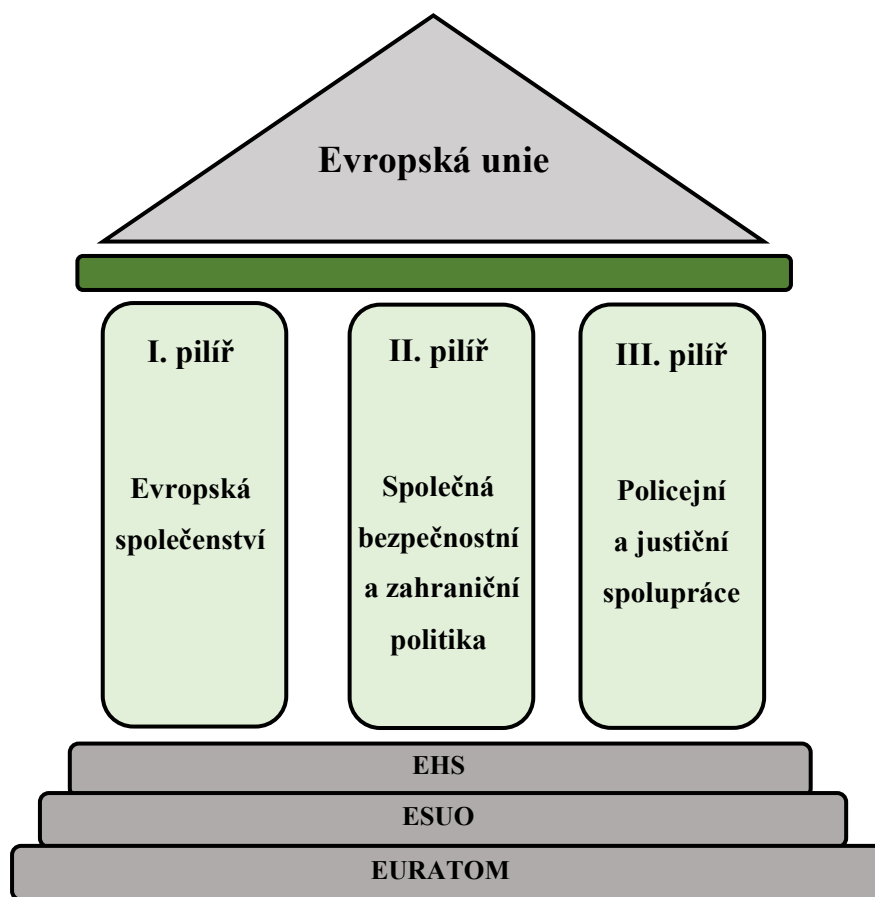 Evropská unie
I. pilíř
Evropská
společenství
II. pilíř
Společná
bezpečnostní
a zahraniční
politika
III. pilíř
Policejní
a justiční
spolupráce
EHS
ESUO
EURATOM